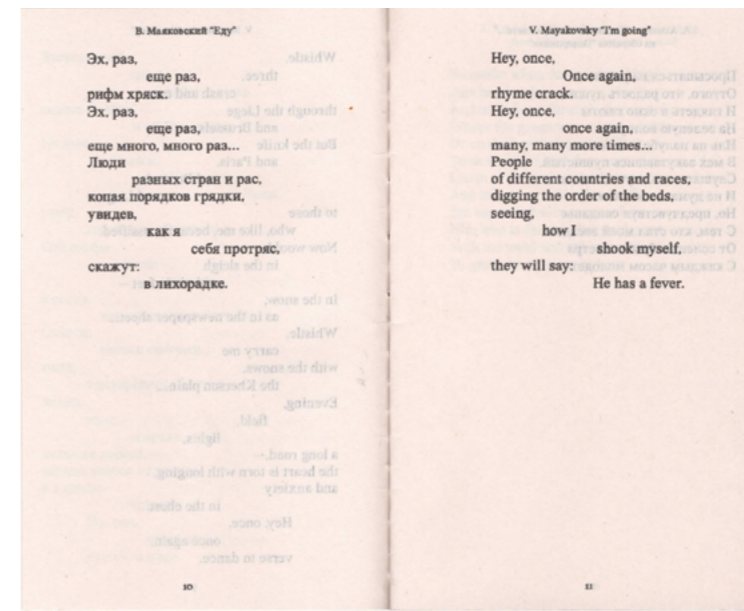 В. Маяковский "Еду"
Эх, раз,
еще раз,
рифм хряск.
Эх, раз,
еще раз,
еще много, много раз...
Люди
разных стран и рас,
копая порядков грядки,
увидев,
как я
себя протряс,
скажут:
в лихорадке.
10
V. Mayakovsky "I'm going"
Hey, once,
Once again,
rhyme crack.
Hey, once,
once again,
many, many more times...
People
of different countries and races,
digging the order of the beds,
seeing,
how I
shook myself,
they will say:
He has a fever.
11